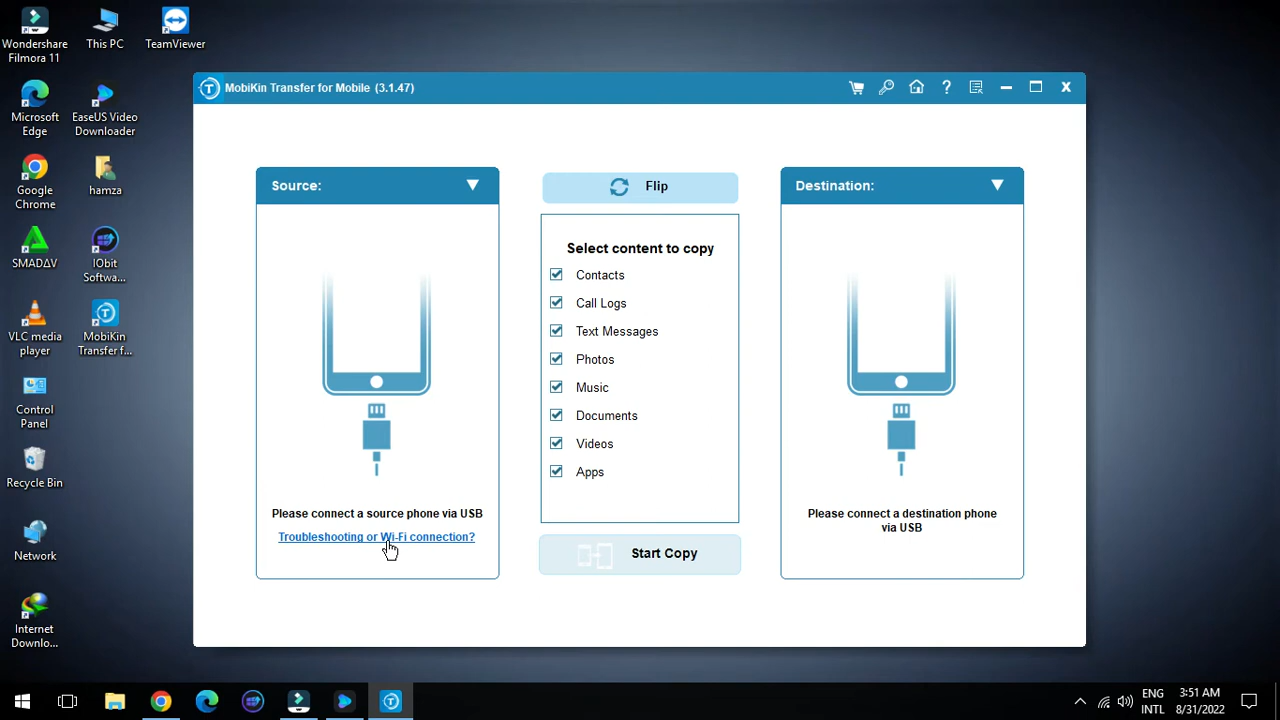 Wondershare
Filmora 11
This PC
TeamViewer
Microsoft
Edge
EaseUS Video
Downloader
Google
Chrome
hamza
SMADΔV
IObit
Softwa...
VLC media
player
MobiKin
Transfer f...
Control
Panel
Recycle Bin
Network
Internet
Downlo...
MobiKin Transfer for Mobile (3.1.47)
Source:
Please connect a source phone via USB
Troubleshooting or Wi-Fi connection?
Flip
Select content to copy
Contacts
Call Logs
Text Messages
Photos
Music
Documents
Videos
Apps
Start Copy
Destination:
Please connect a destination phone
via USB
ENG
INTL
3:51 AM
8/31/2022